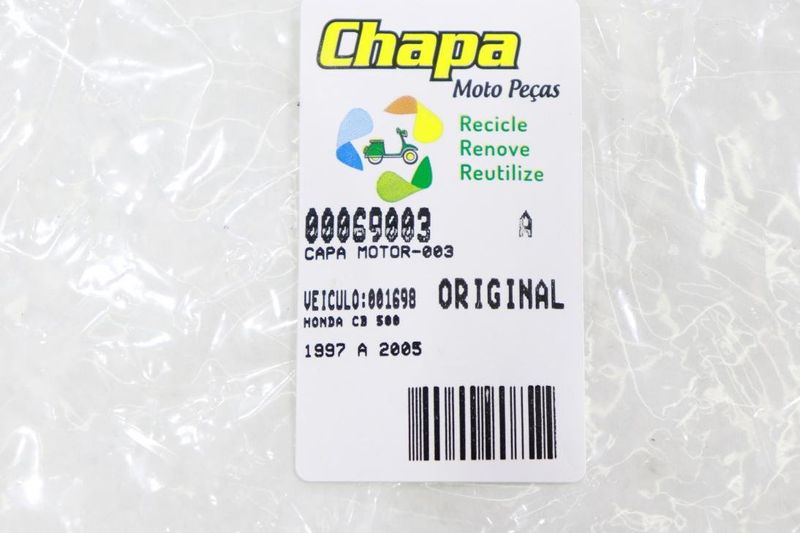 Chapa
Moto Peças
Recicle
Renove
Reutilize
00069003 A
CAPA MOTOR-003
VEICULO:001698 ORIGINAL
HONDA CB 500
1997 A 2005